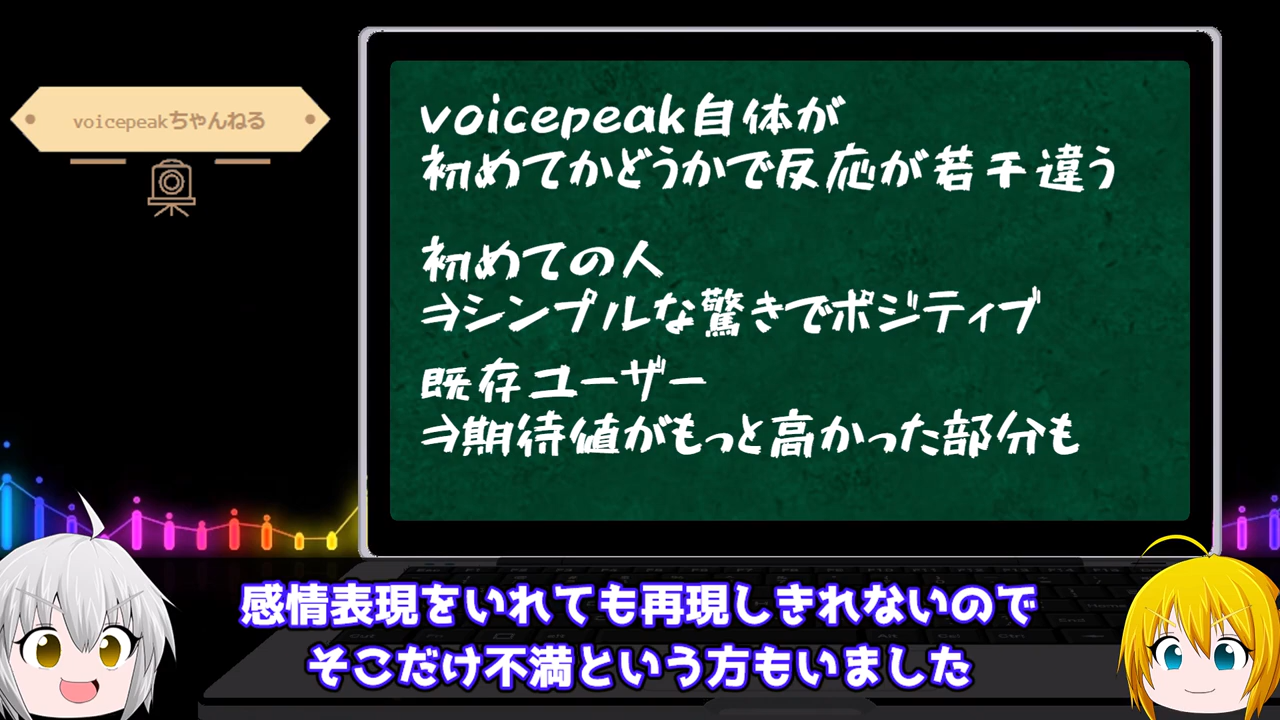 voicepeakちゃんねる
voicepeak自体が
初めてかどうかで反応が若干違う
初めての人
⇒シンプルな驚きでポジティブ
既存ユーザー
⇒期待値がもっと高かった部分も
感情表現をいれても再現しきれないので
そこだけ不満という方もいました